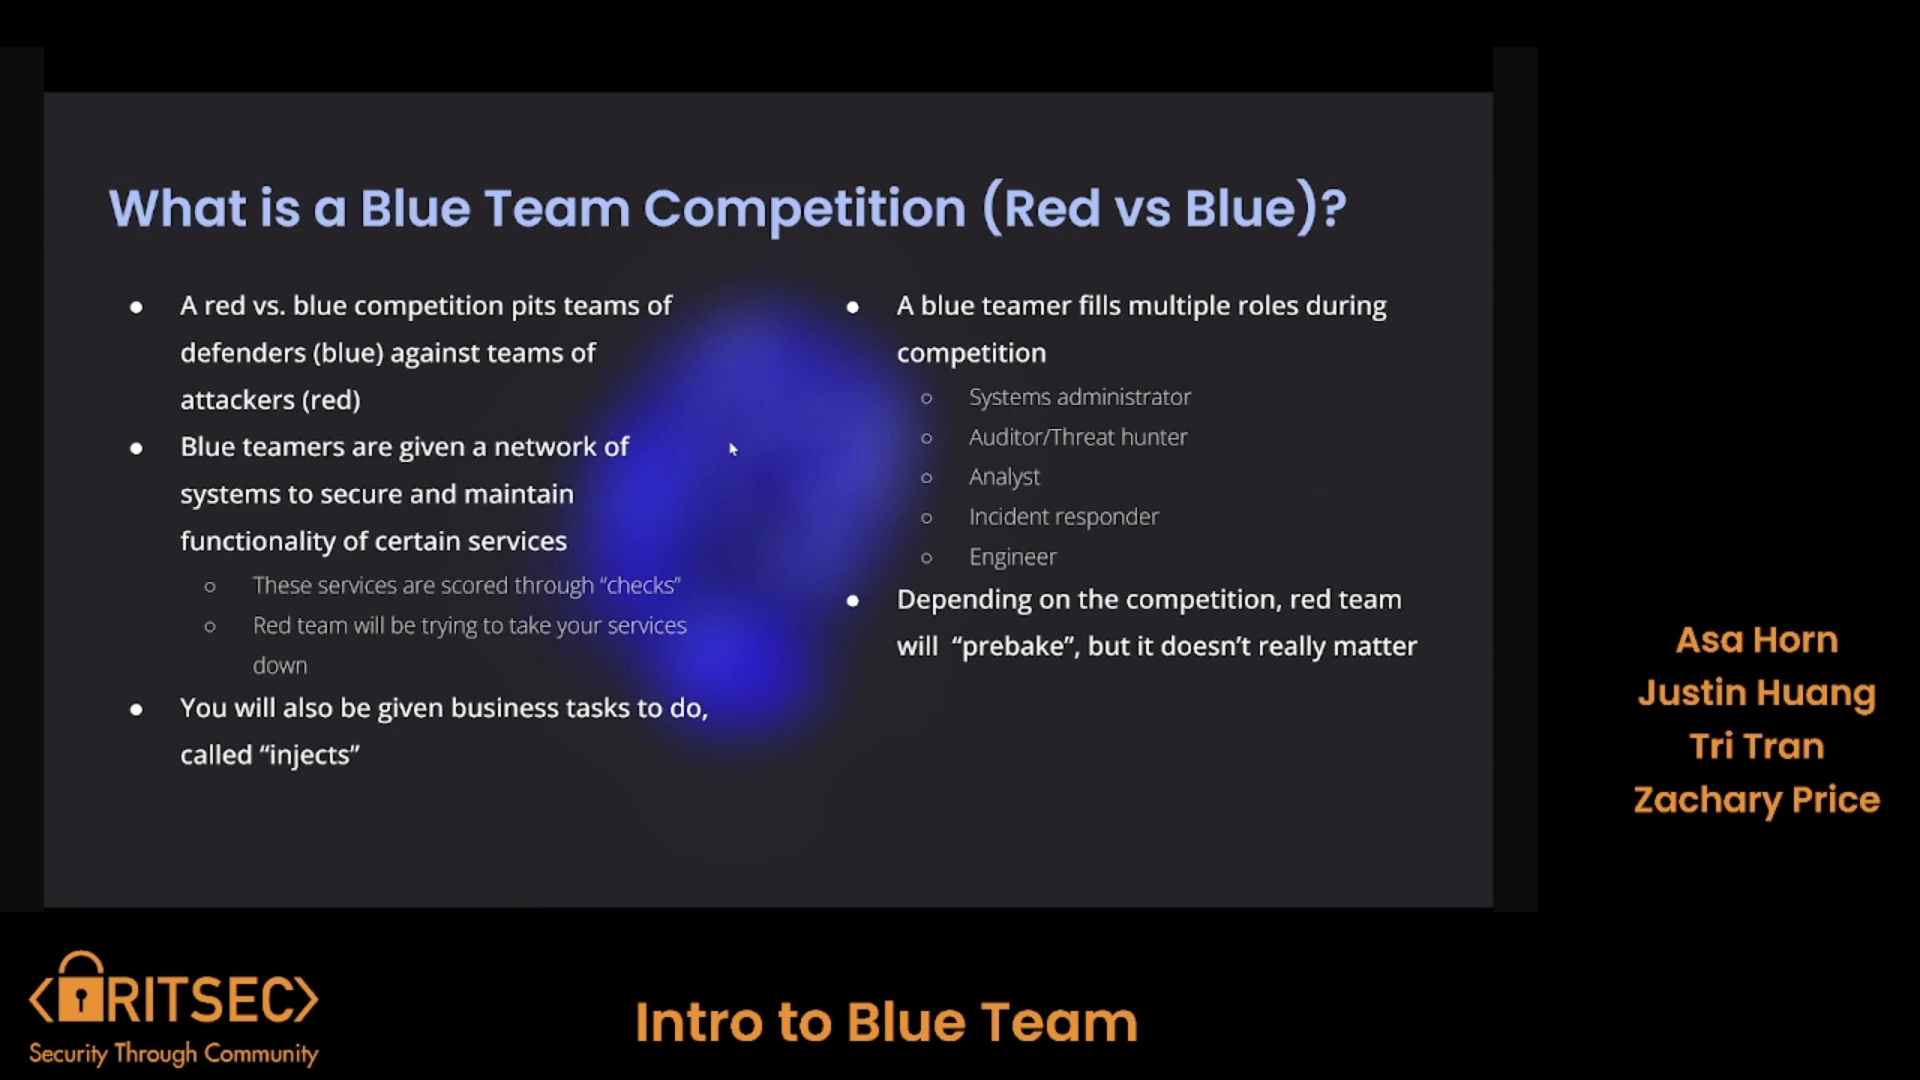 What is a Blue Team Competition (Red vs Blue)?
● A red vs. blue competition pits teams of
defenders (blue) against teams of
attackers (red)
● Blue teamers are given a network of
systems to secure and maintain
functionality of certain services
○ These services are scored through “checks”
○ Red team will be trying to take your services
down
● You will also be given business tasks to do,
called “injects”
● A blue teamer fills multiple roles during
competition
○ Systems administrator
○ Auditor/Threat hunter
○ Analyst
○ Incident responder
○ Engineer
● Depending on the competition, red team
will “prebake”, but it doesn’t really matter
Asa Horn
Justin Huang
Tri Tran
Zachary Price
<RITSEC>
Security Through Community
Intro to Blue Team